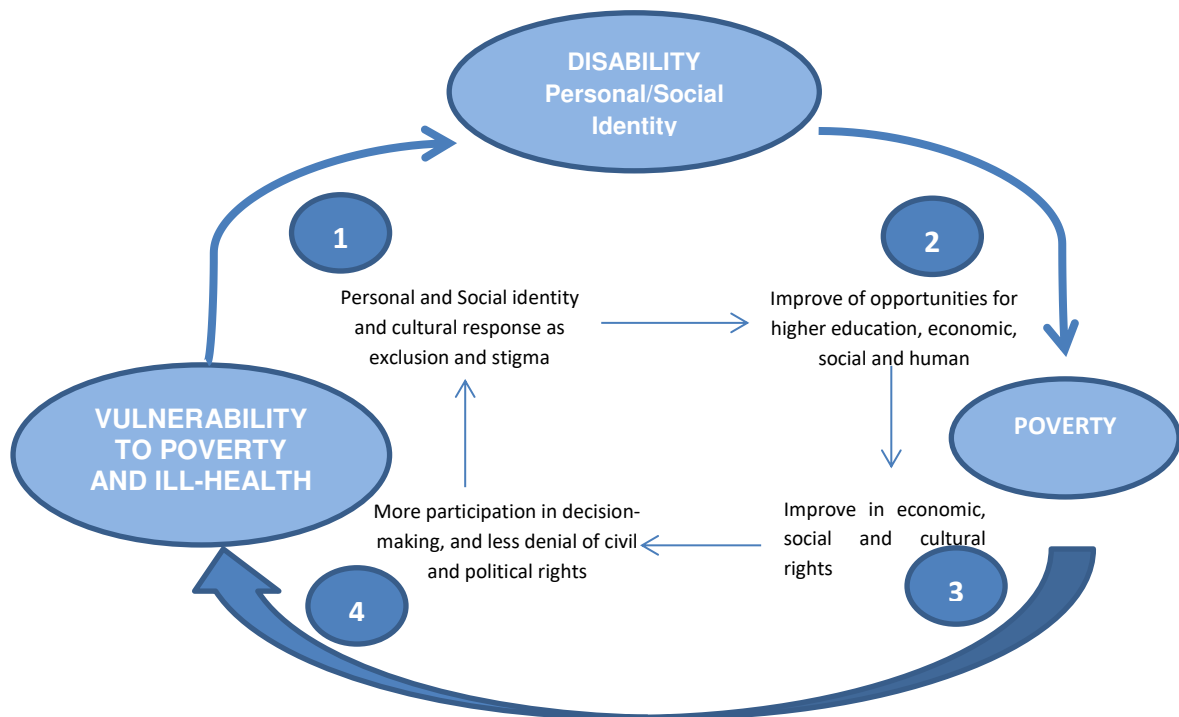 DISABILITY
Personal/Social
Identity
1
2
Personal and Social identity
and cultural response as
exclusion and stigma
Improve of opportunities for
higher education, economic,
social and human
VULNERABILITY
TO POVERTY
AND ILL-HEALTH
POVERTY
More participation in decision-
making, and less denial of civil
and political rights
Improve in economic,
social and cultural
rights
3
4